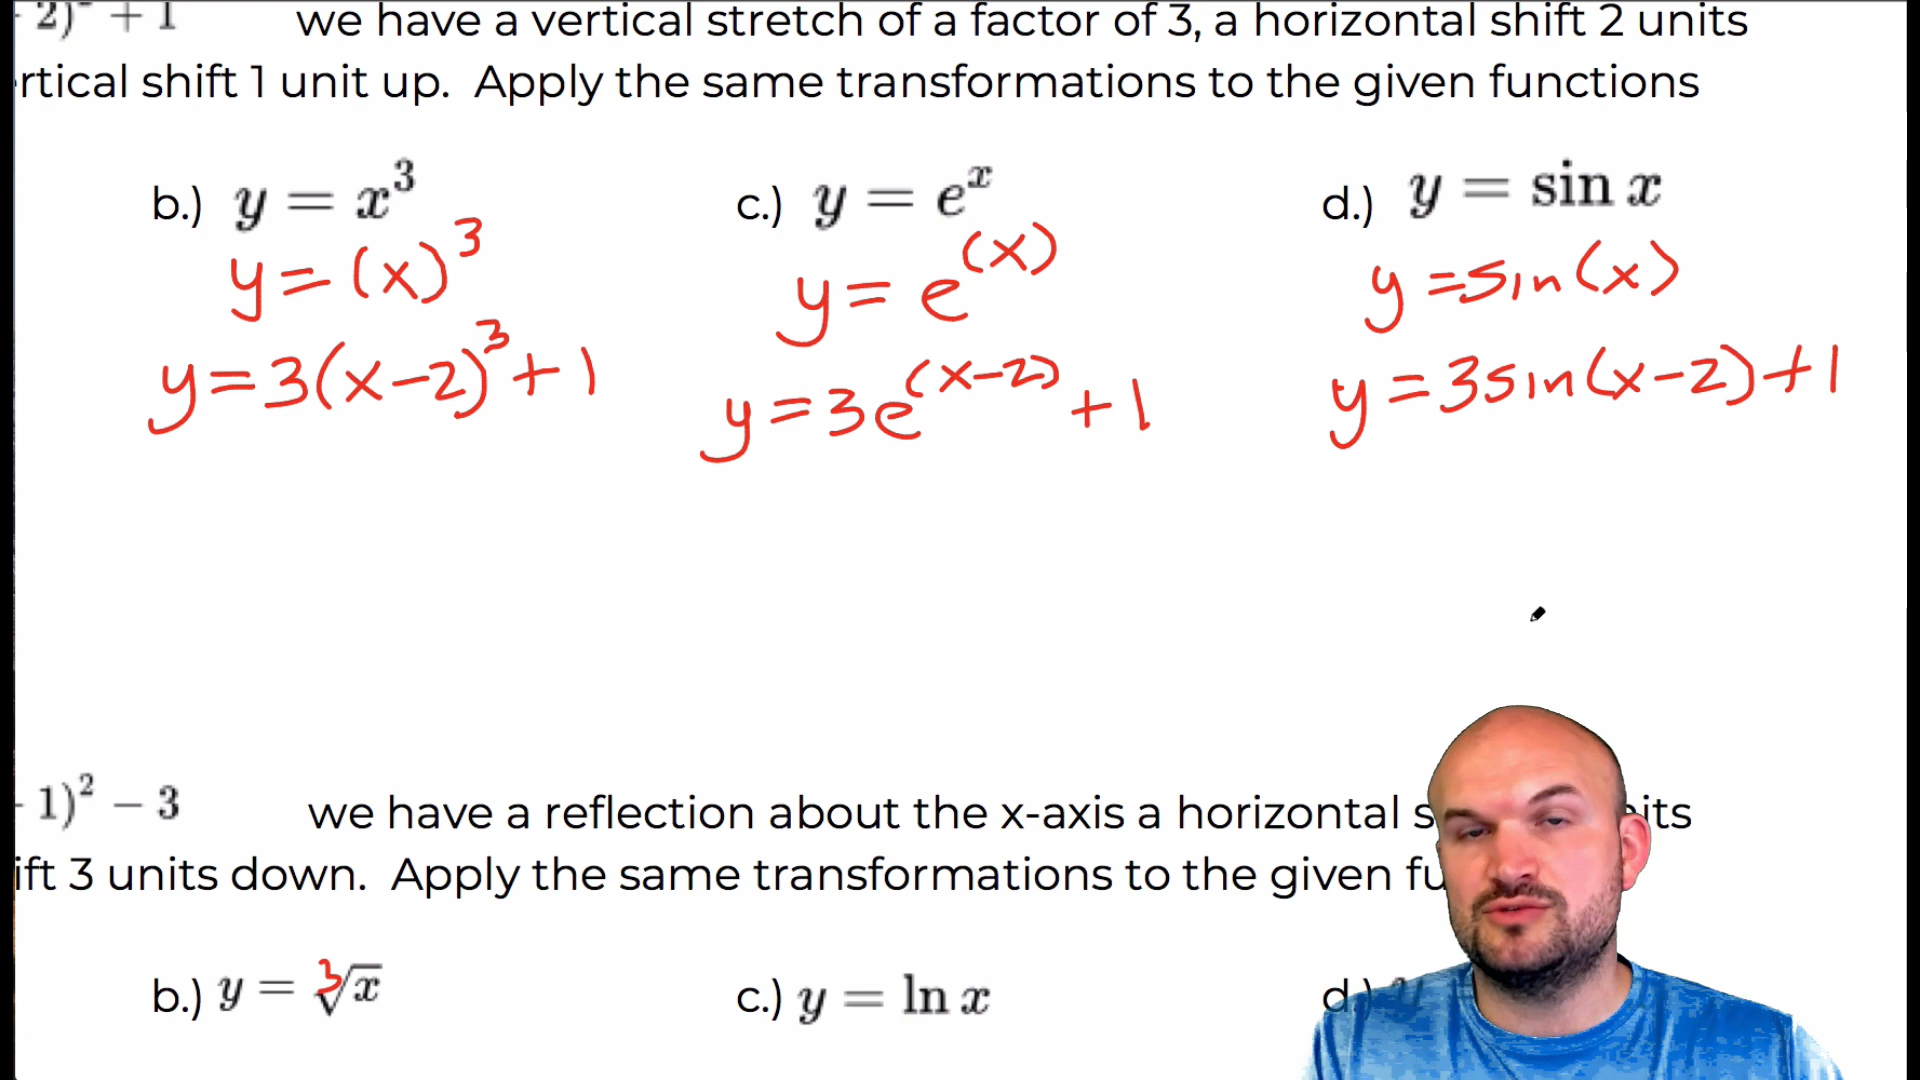 2)² + 1 we have a vertical stretch of a factor of 3, a horizontal shift 2 units
rtical shift 1 unit up. Apply the same transformations to the given functions
b.) y = x³ c.) y = eˣ d.) y = sin x
y = (x)³ y = e^(x) y = sin(x)
y = 3(x-2)³ + 1 y = 3e^(x-2) + 1 y = 3sin(x-2) + 1
- 1)² − 3 we have a reflection about the x-axis a horizontal s its
ift 3 units down. Apply the same transformations to the given fu
b.) y = ∛x c.) y = ln x d.)